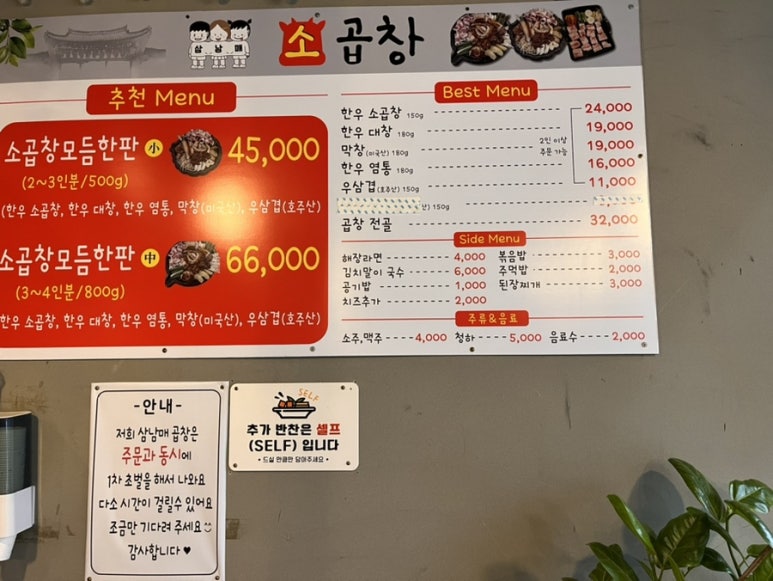 삼남매
소곱창
추천 Menu
소곱창모듬한판 小 45,000
(2~3인분/500g)
(한우 소곱창, 한우 대창, 한우 염통, 막창(미국산), 우삼겹(호주산)
소곱창모듬한판 中 66,000
(3~4인분/800g)
한우 소곱창, 한우 대창, 한우 염통, 막창(미국산), 우삼겹(호주산)
Best Menu
한우 소곱창 150g 24,000
한우 대창 180g 19,000
막창(미국산) 180g 19,000
한우 염통 180g 16,000
우삼겹(호주산) 150g 11,000
2인 이상
주문 가능
산) 150g
곱창 전골 32,000
Side Menu
해장라면 4,000 볶음밥 3,000
김치말이 국수 6,000 주먹밥 2,000
공기밥 1,000 된장찌개 3,000
치즈추가 2,000
주류&음료
소주,맥주 4,000 청하 5,000 음료수 2,000
-안내-
저희 삼남매 곱창은
주문과 동시에
1차 초벌을 해서 나와요
다소 시간이 걸릴수 있어요
조금만 기다려 주세요
감사합니다 ♥
SELF
추가 반찬은 셀프
(SELF) 입니다
• 드실 만큼만 담아주세요 •